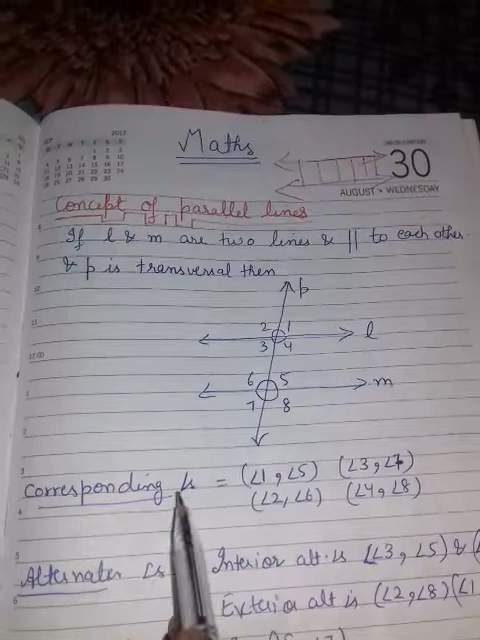 2017
Maths
30
AUGUST • WEDNESDAY
Concept of parallel lines
If l & m are two lines & || to each other
& p is transversal then
p
2 1
l
3 4
6 5
m
7 8
Corresponding ∠s = (∠1, ∠5) (∠3, ∠7)
(∠2, ∠6) (∠4, ∠8)
Alternate ∠s Interior alt. ∠s (∠3, ∠5) & (
Exterior alt ∠s (∠2, ∠8) (∠1